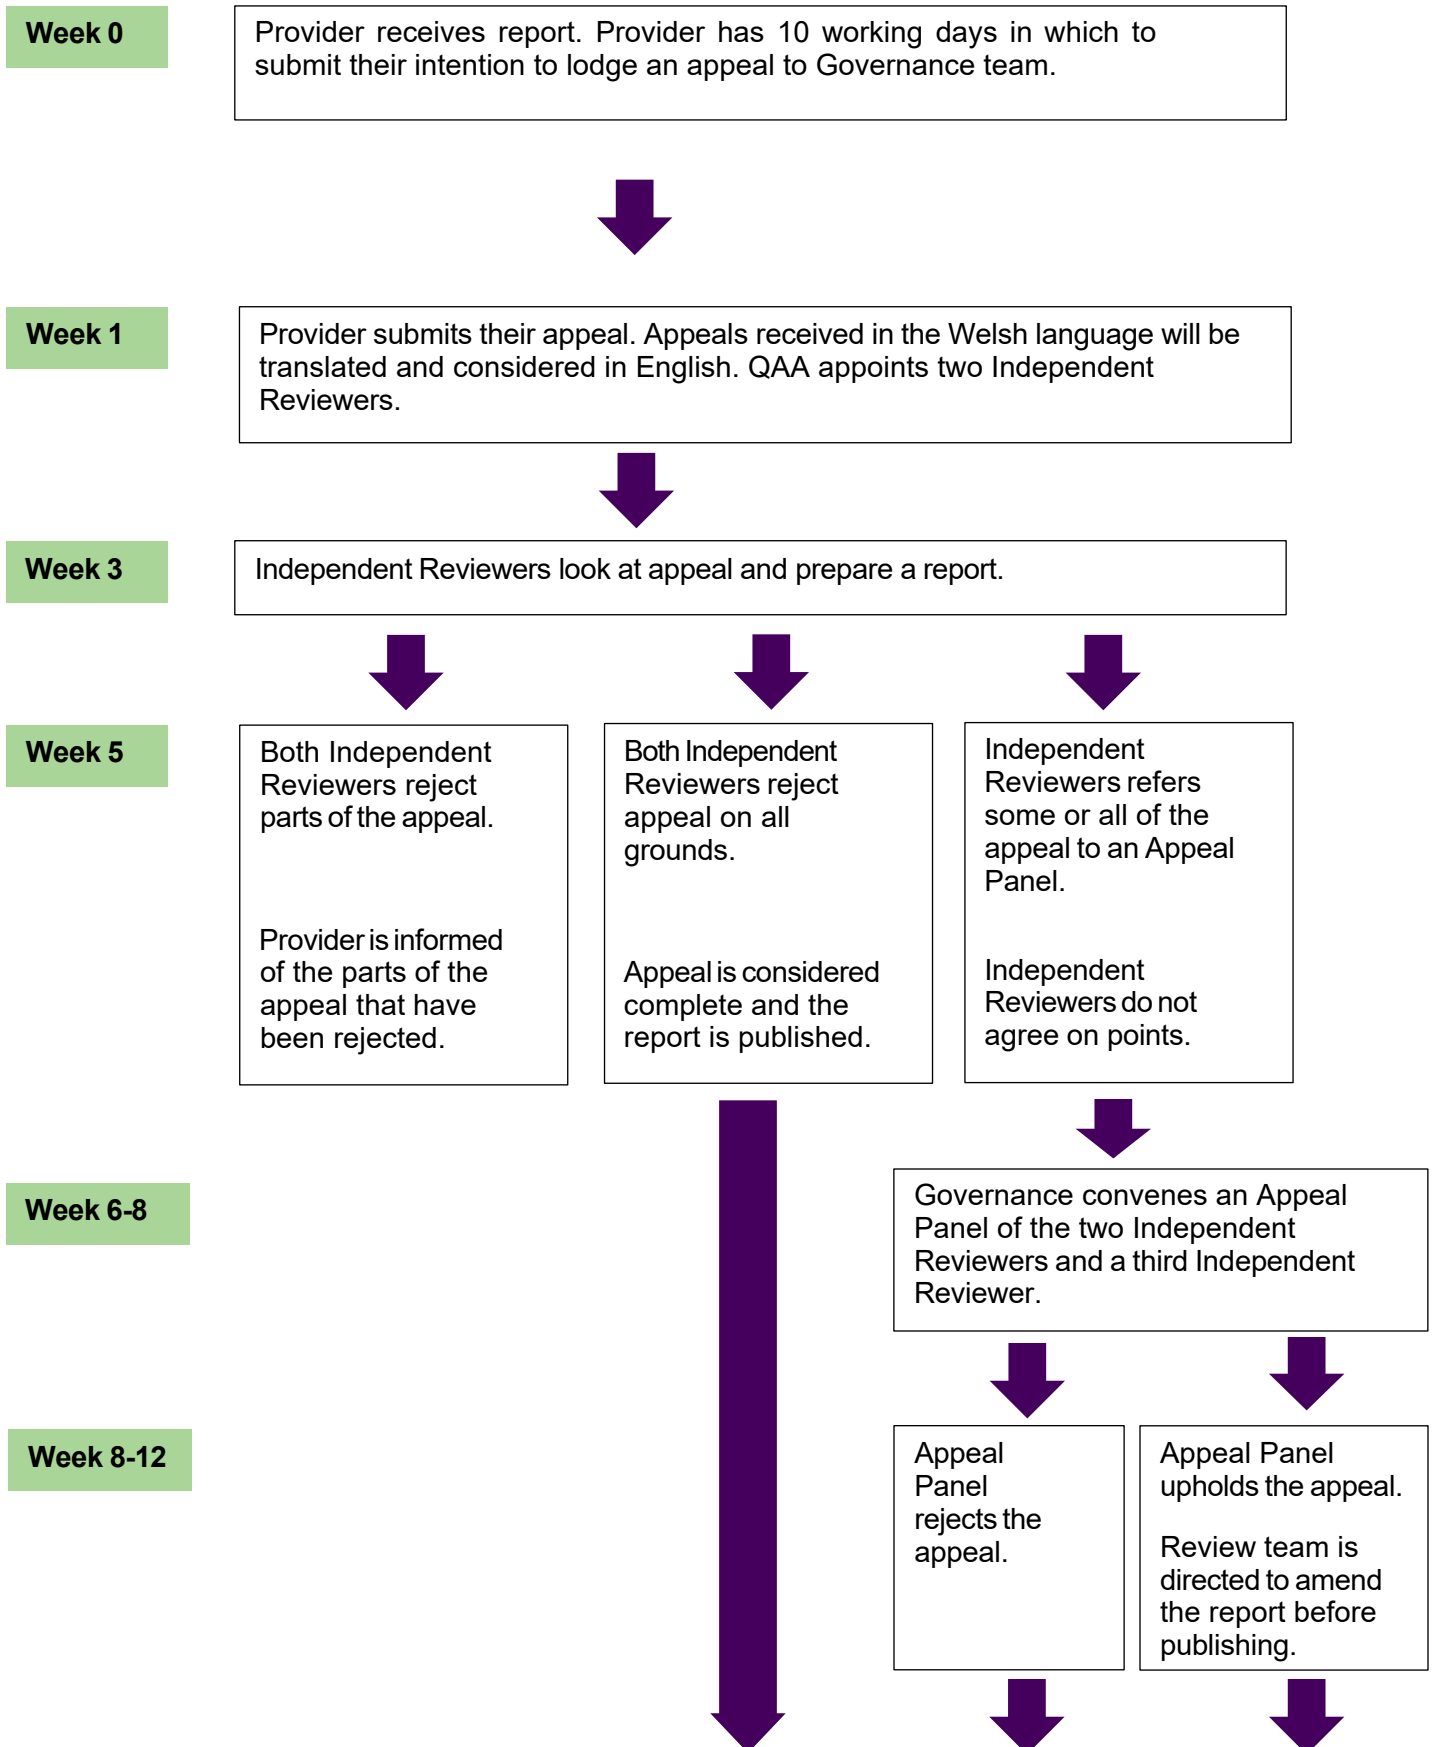 Week 0
Provider receives report. Provider has 10 working days in which to
submit their intention to lodge an appeal to Governance team.
Week 1
Provider submits their appeal. Appeals received in the Welsh language will be
translated and considered in English. QAA appoints two Independent
Reviewers.
Week 3
Independent Reviewers look at appeal and prepare a report.
Week 5
Both Independent
Reviewers reject
parts of the appeal.
Provider is informed
of the parts of the
appeal that have
been rejected.
Both Independent
Reviewers reject
appeal on all
grounds.
Appeal is considered
complete and the
report is published.
Independent
Reviewers refers
some or all of the
appeal to an Appeal
Panel.
Independent
Reviewers do not
agree on points.
Week 6-8
Governance convenes an Appeal
Panel of the two Independent
Reviewers and a third Independent
Reviewer.
Week 8-12
Appeal
Panel
rejects the
appeal.
Appeal Panel
upholds the appeal.
Review team is
directed to amend
the report before
publishing.